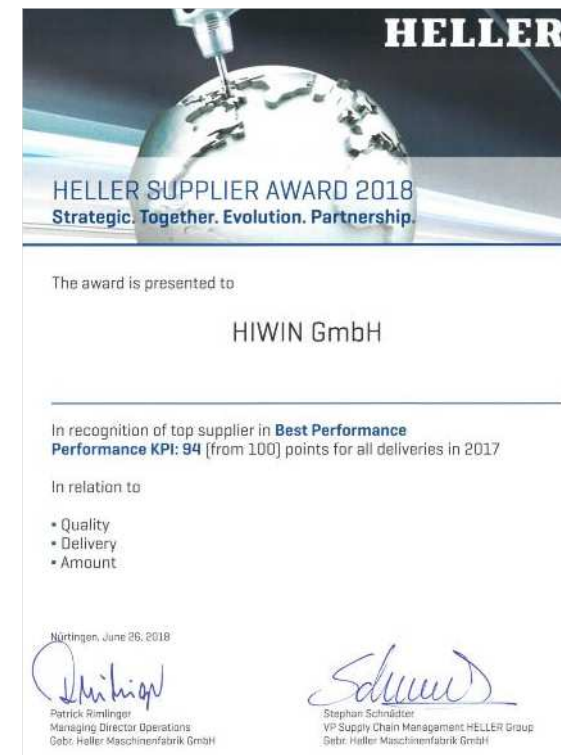 HELLER
HELLER SUPPLIER AWARD 2018
Strategic. Together. Evolution. Partnership.
The award is presented to
HIWIN GmbH
In recognition of top supplier in Best Performance
Performance KPI: 94 (from 100) points for all deliveries in 2017
In relation to
▪ Quality
▪ Delivery
▪ Amount
Nürtingen, June 26, 2018
Patrick Rimlinger
Managing Director Operations
Gebr. Heller Maschinenfabrik GmbH
Stephan Schnädter
VP Supply Chain Management HELLER Group
Gebr. Heller Maschinenfabrik GmbH